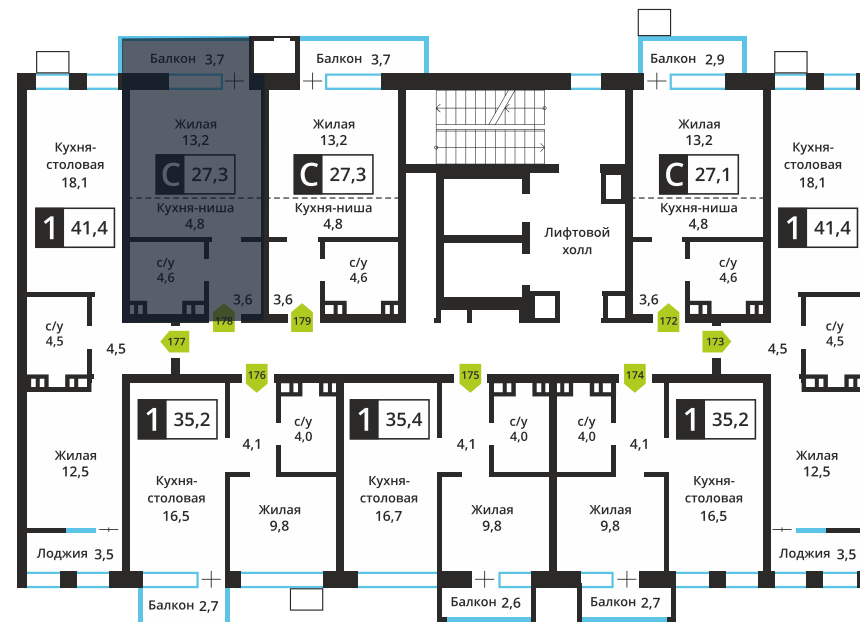 Балкон 3,7
Балкон 3,7
Балкон 2,9
Кухня-
столовая
18,1
1 41,4
Жилая
13,2
С 27,3
Кухня-ниша
4,8
с/у
4,6
3,6
178
Жилая
13,2
С 27,3
Кухня-ниша
4,8
с/у
4,6
3,6
179
Лифтовой
холл
Жилая
13,2
С 27,1
Кухня-ниша
4,8
с/у
4,6
3,6
172
Кухня-
столовая
18,1
1 41,4
с/у
4,5
4,5
177
173
4,5
с/у
4,5
176
175
174
Жилая
12,5
Лоджия 3,5
1 35,2
Кухня-
столовая
16,5
4,1
с/у
4,0
Жилая
9,8
Балкон 2,7
1 35,4
Кухня-
столовая
16,7
4,1
с/у
4,0
Жилая
9,8
Балкон 2,6
с/у
4,0
4,1
Жилая
9,8
Балкон 2,7
1 35,2
Кухня-
столовая
16,5
Жилая
12,5
Лоджия 3,5